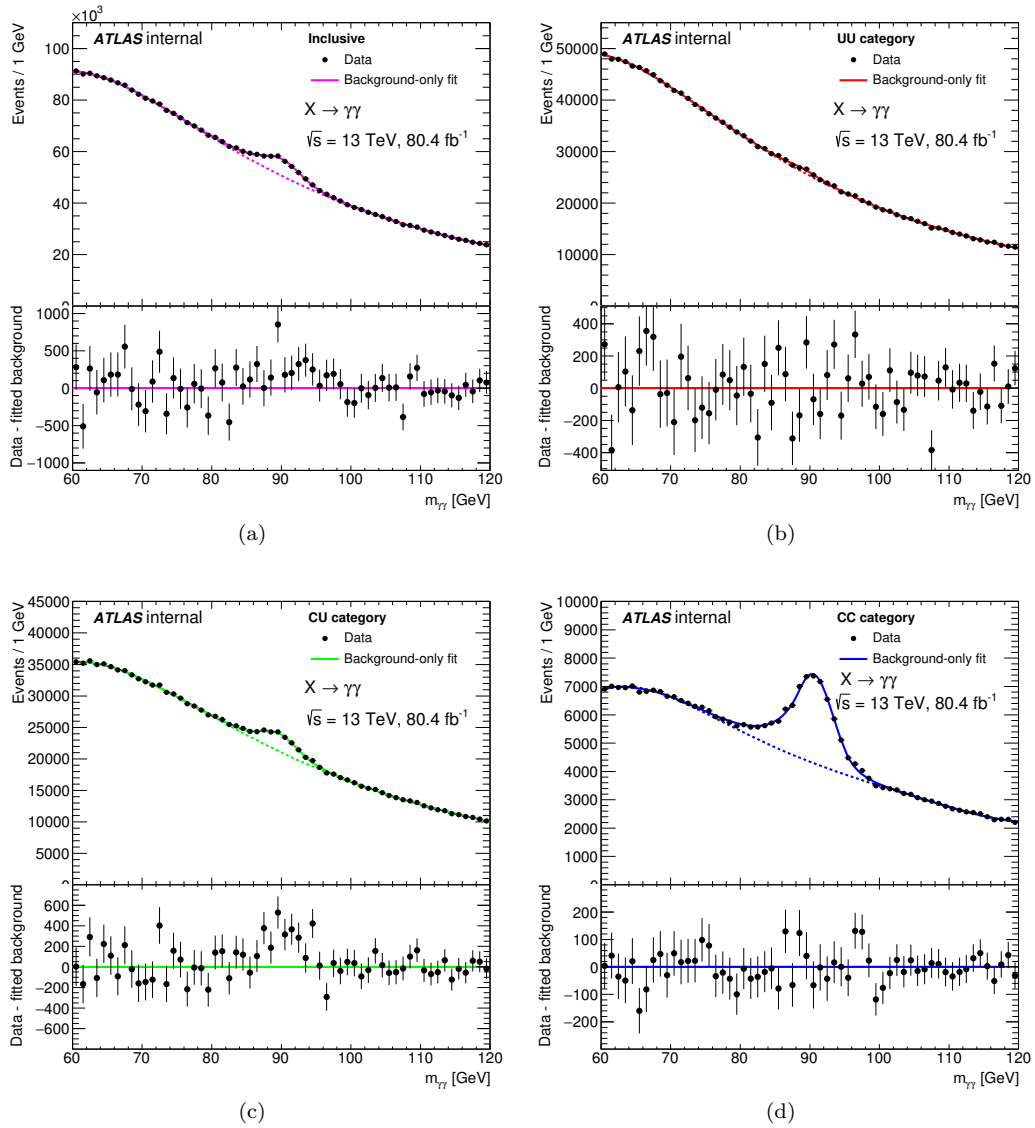 ×10³
Events / 1 GeV
100
80
60
40
20
0
ATLAS internal
Inclusive
Data
Background-only fit
X → γγ
√s = 13 TeV, 80.4 fb⁻¹
Data - fitted background
1000
500
0
−500
−1000
60 70 80 90 100 110 120
mγγ [GeV]
(a)
Events / 1 GeV
50000
40000
30000
20000
10000
0
ATLAS internal
UU category
Data
Background-only fit
X → γγ
√s = 13 TeV, 80.4 fb⁻¹
Data - fitted background
400
200
0
−200
−400
60 70 80 90 100 110 120
mγγ [GeV]
(b)
Events / 1 GeV
45000
40000
35000
30000
25000
20000
15000
10000
5000
0
ATLAS internal
CU category
Data
Background-only fit
X → γγ
√s = 13 TeV, 80.4 fb⁻¹
Data - fitted background
600
400
200
0
−200
−400
−600
60 70 80 90 100 110 120
mγγ [GeV]
(c)
Events / 1 GeV
10000
9000
8000
7000
6000
5000
4000
3000
2000
1000
0
ATLAS internal
CC category
Data
Background-only fit
X → γγ
√s = 13 TeV, 80.4 fb⁻¹
Data - fitted background
200
100
0
−100
−200
60 70 80 90 100 110 120
mγγ [GeV]
(d)